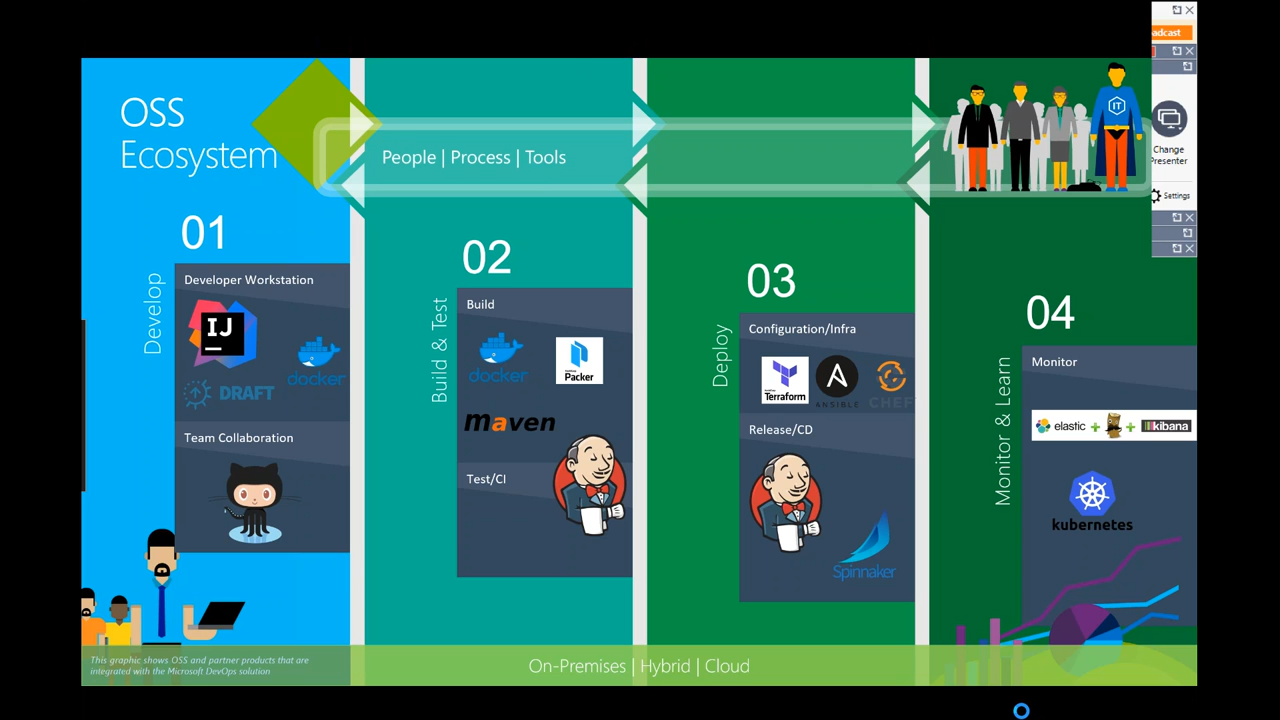 OSS
Ecosystem
People | Process | Tools
IT
adcast
Change
Presenter
Settings
01
Develop
Developer Workstation
IJ
docker
DRAFT
Team Collaboration
02
Build & Test
Build
docker
HashiCorp
Packer
maven
Test/CI
03
Deploy
Configuration/Infra
HashiCorp
Terraform
A
ANSIBLE
CHEF
Release/CD
Spinnaker
04
Monitor & Learn
Monitor
elastic + + kibana
kubernetes
This graphic shows OSS and partner products that are
integrated with the Microsoft DevOps solution
On-Premises | Hybrid | Cloud